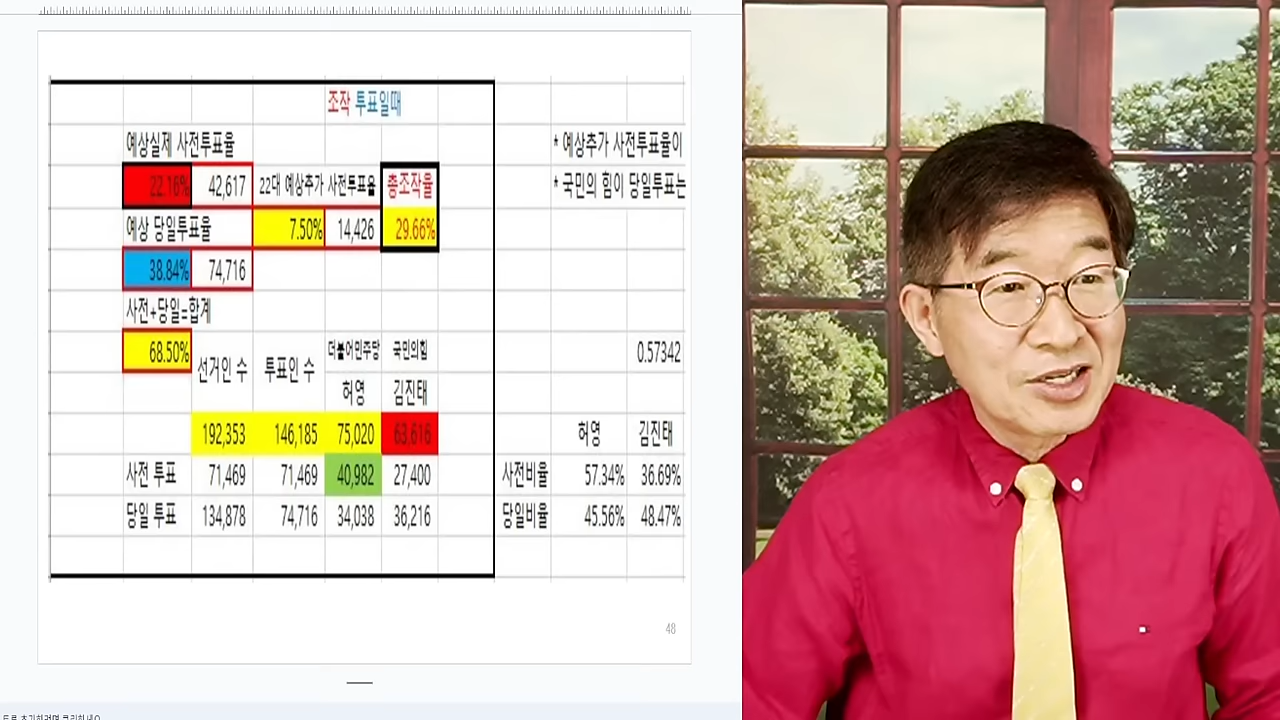 조작 투표일때
예상실제 사전투표율
* 예상추가 사전투표율이
22.16% 42,617 22대 예상추가 사전투표율 총조작율
* 국민의 힘이 당일투표는
예상 당일투표율 7.50% 14,426 29.66%
38.84% 74,716
사전+당일=합계
68.50% 선거인 수 투표인 수 더불어민주당 국민의힘 0.57342
허영 김진태
192,353 146,185 75,020 63,616 허영 김진태
사전 투표 71,469 71,469 40,982 27,400 사전비율 57.34% 36.69%
당일 투표 134,878 74,716 34,038 36,216 당일비율 45.56% 48.47%
48